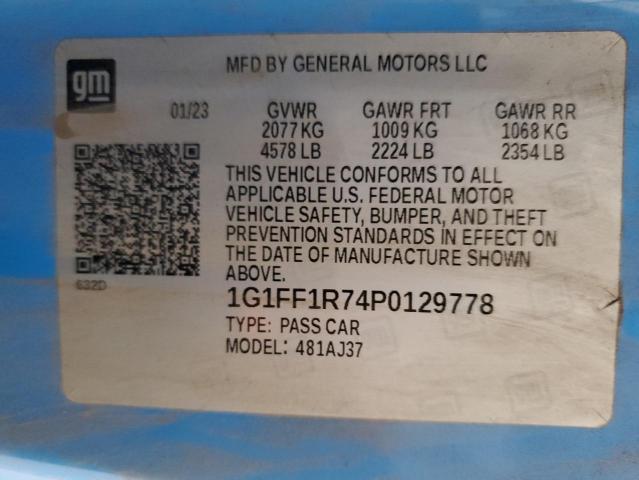 gm
MFD BY GENERAL MOTORS LLC
01/23 GVWR GAWR FRT GAWR RR
2077 KG 1009 KG 1068 KG
4578 LB 2224 LB 2354 LB
THIS VEHICLE CONFORMS TO ALL
APPLICABLE U.S. FEDERAL MOTOR
VEHICLE SAFETY, BUMPER, AND THEFT
PREVENTION STANDARDS IN EFFECT ON
THE DATE OF MANUFACTURE SHOWN
ABOVE.
632D
1G1FF1R74P0129778
TYPE: PASS CAR
MODEL: 481AJ37